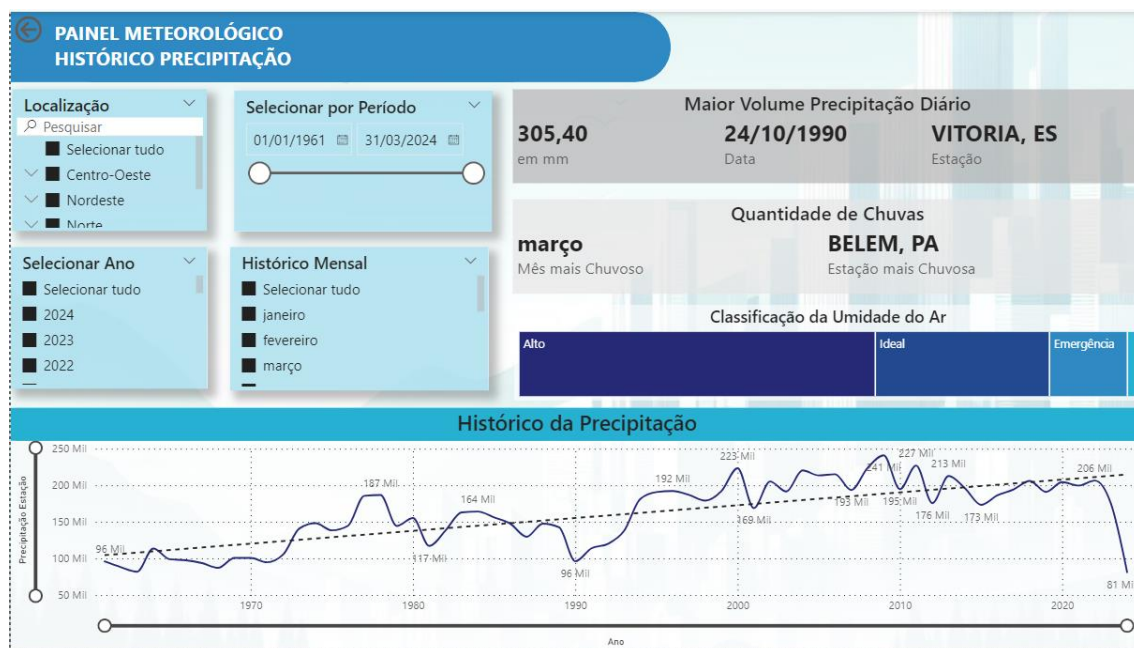 PAINEL METEOROLÓGICO
HISTÓRICO PRECIPITAÇÃO
Localização
Pesquisar
Selecionar tudo
Centro-Oeste
Nordeste
Norte
Selecionar por Período
01/01/1961 31/03/2024
Selecionar Ano
Selecionar tudo
2024
2023
2022
Histórico Mensal
Selecionar tudo
janeiro
fevereiro
março
Maior Volume Precipitação Diário
305,40 24/10/1990 VITORIA, ES
em mm Data Estação
Quantidade de Chuvas
março BELEM, PA
Mês mais Chuvoso Estação mais Chuvosa
Classificação da Umidade do Ar
Alto Ideal Emergência
Histórico da Precipitação
Precipitação Estação
250 Mil
200 Mil
150 Mil
100 Mil
50 Mil
96 Mil
187 Mil
117 Mil
164 Mil
96 Mil
192 Mil
223 Mil
169 Mil
193 Mil
241 Mil
195 Mil
227 Mil
176 Mil
213 Mil
173 Mil
206 Mil
81 Mi
1970 1980 1990 2000 2010 2020
Ano